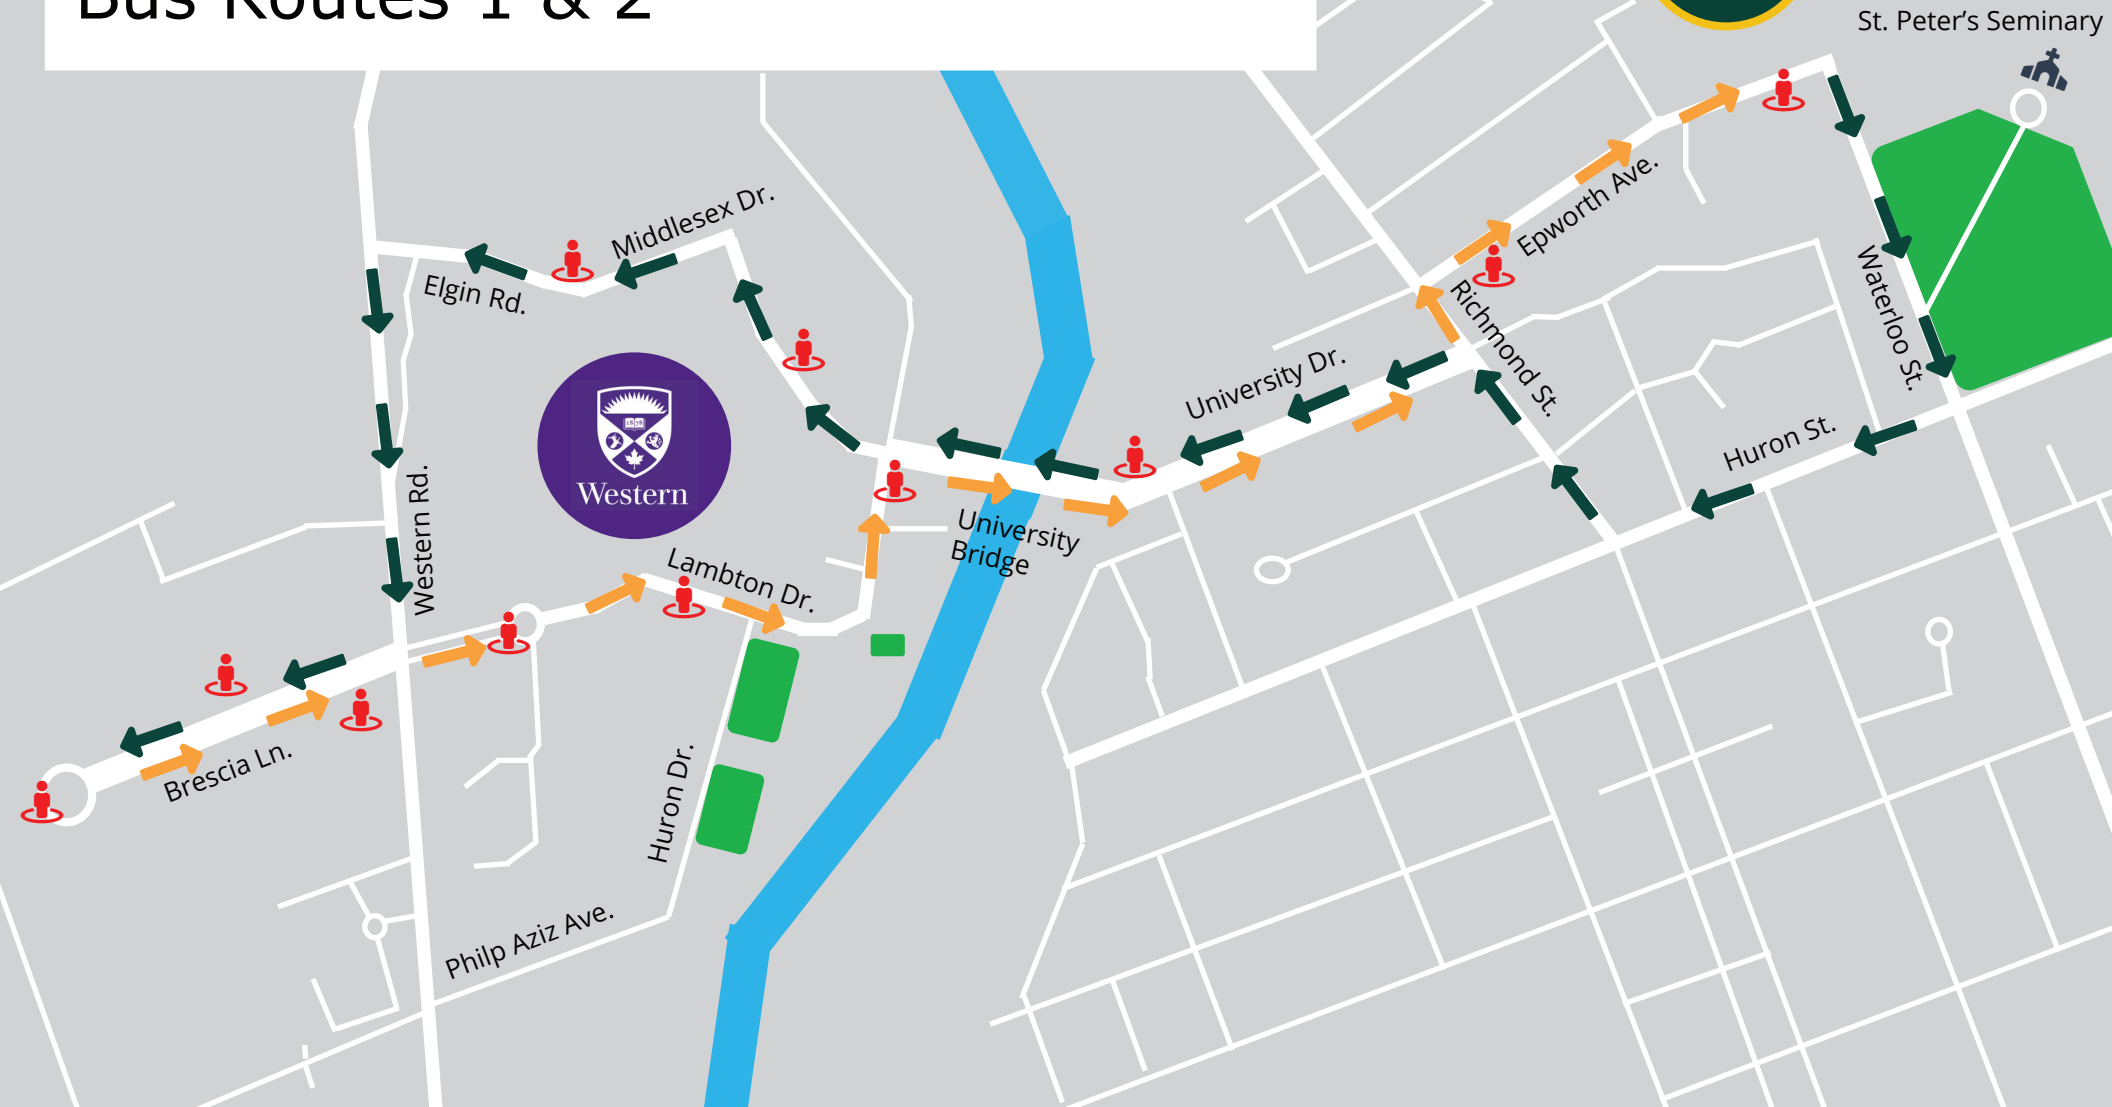 Bus Routes 1 & 2
St. Peter’s Seminary
Middlesex Dr.
Elgin Rd.
Epworth Ave.
Richmond St.
Waterloo St.
University Dr.
Huron St.
Western
Western Rd.
University
Bridge
Lambton Dr.
Brescia Ln.
Huron Dr.
Philp Aziz Ave.